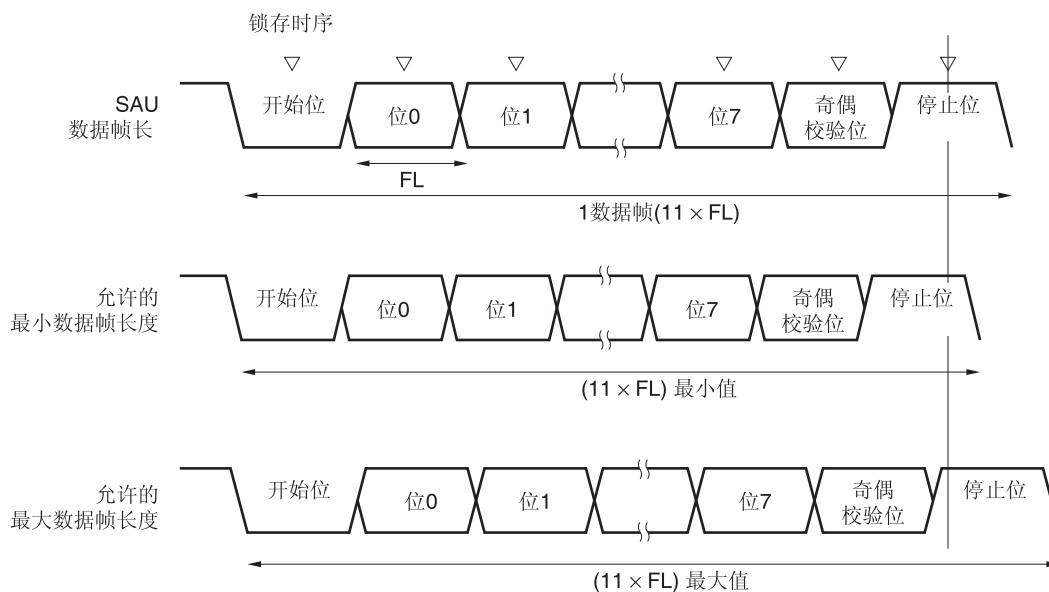 锁存时序
SAU
数据帧长
开始位
位0
位1
位7
奇偶
校验位
停止位
FL
1数据帧(11 × FL)
允许的
最小数据帧长度
开始位
位0
位1
位7
奇偶
校验位
停止位
(11 × FL) 最小值
允许的
最大数据帧长度
开始位
位0
位1
位7
奇偶
校验位
停止位
(11 × FL) 最大值